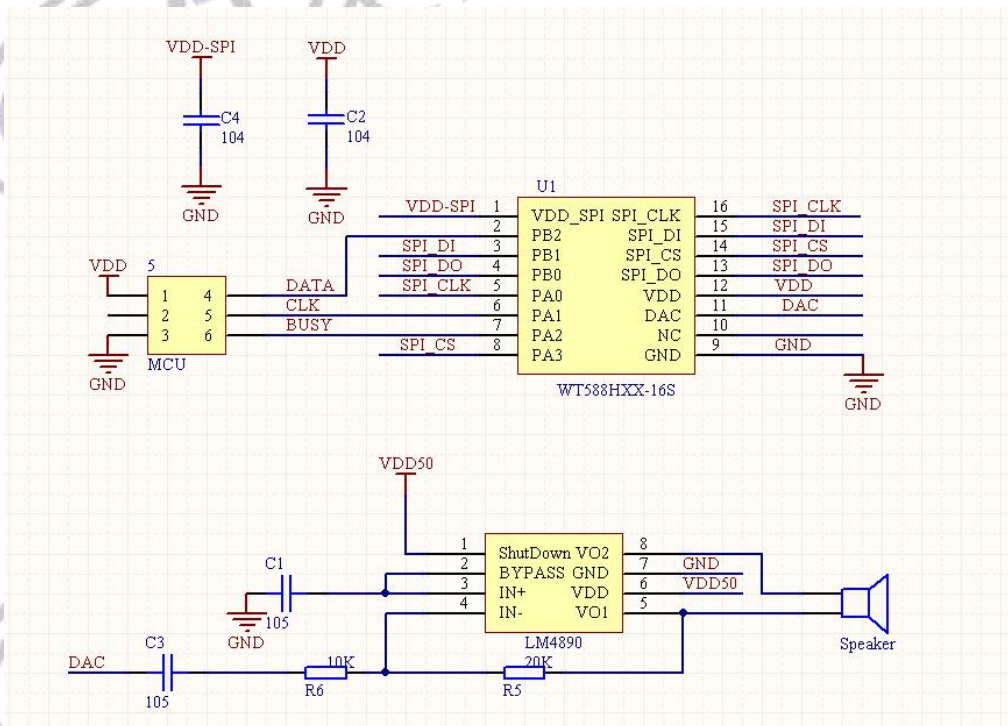 VDD-SPI
VDD
C4
104
C2
104
GND
GND
U1
VDD-SPI
1
VDD_SPI
SPI_CLK
16
SPI_CLK
2
PB2
SPI_DI
15
SPI_DI
SPI_DI
3
PB1
SPI_CS
14
SPI_CS
SPI_DO
4
PB0
SPI_DO
13
SPI_DO
SPI_CLK
5
PA0
VDD
12
VDD
6
PA1
DAC
11
DAC
7
PA2
NC
10
SPI_CS
8
PA3
GND
9
GND
WT588HXX-16S
GND
VDD
5
1
4
DATA
2
5
CLK
3
6
BUSY
MCU
GND
VDD50
1
ShutDown
VO2
8
2
BYPASS
GND
7
GND
3
IN+
VDD
6
VDD50
4
IN-
VO1
5
LM4890
C1
105
GND
Speaker
DAC
C3
105
10K
R6
20K
R5